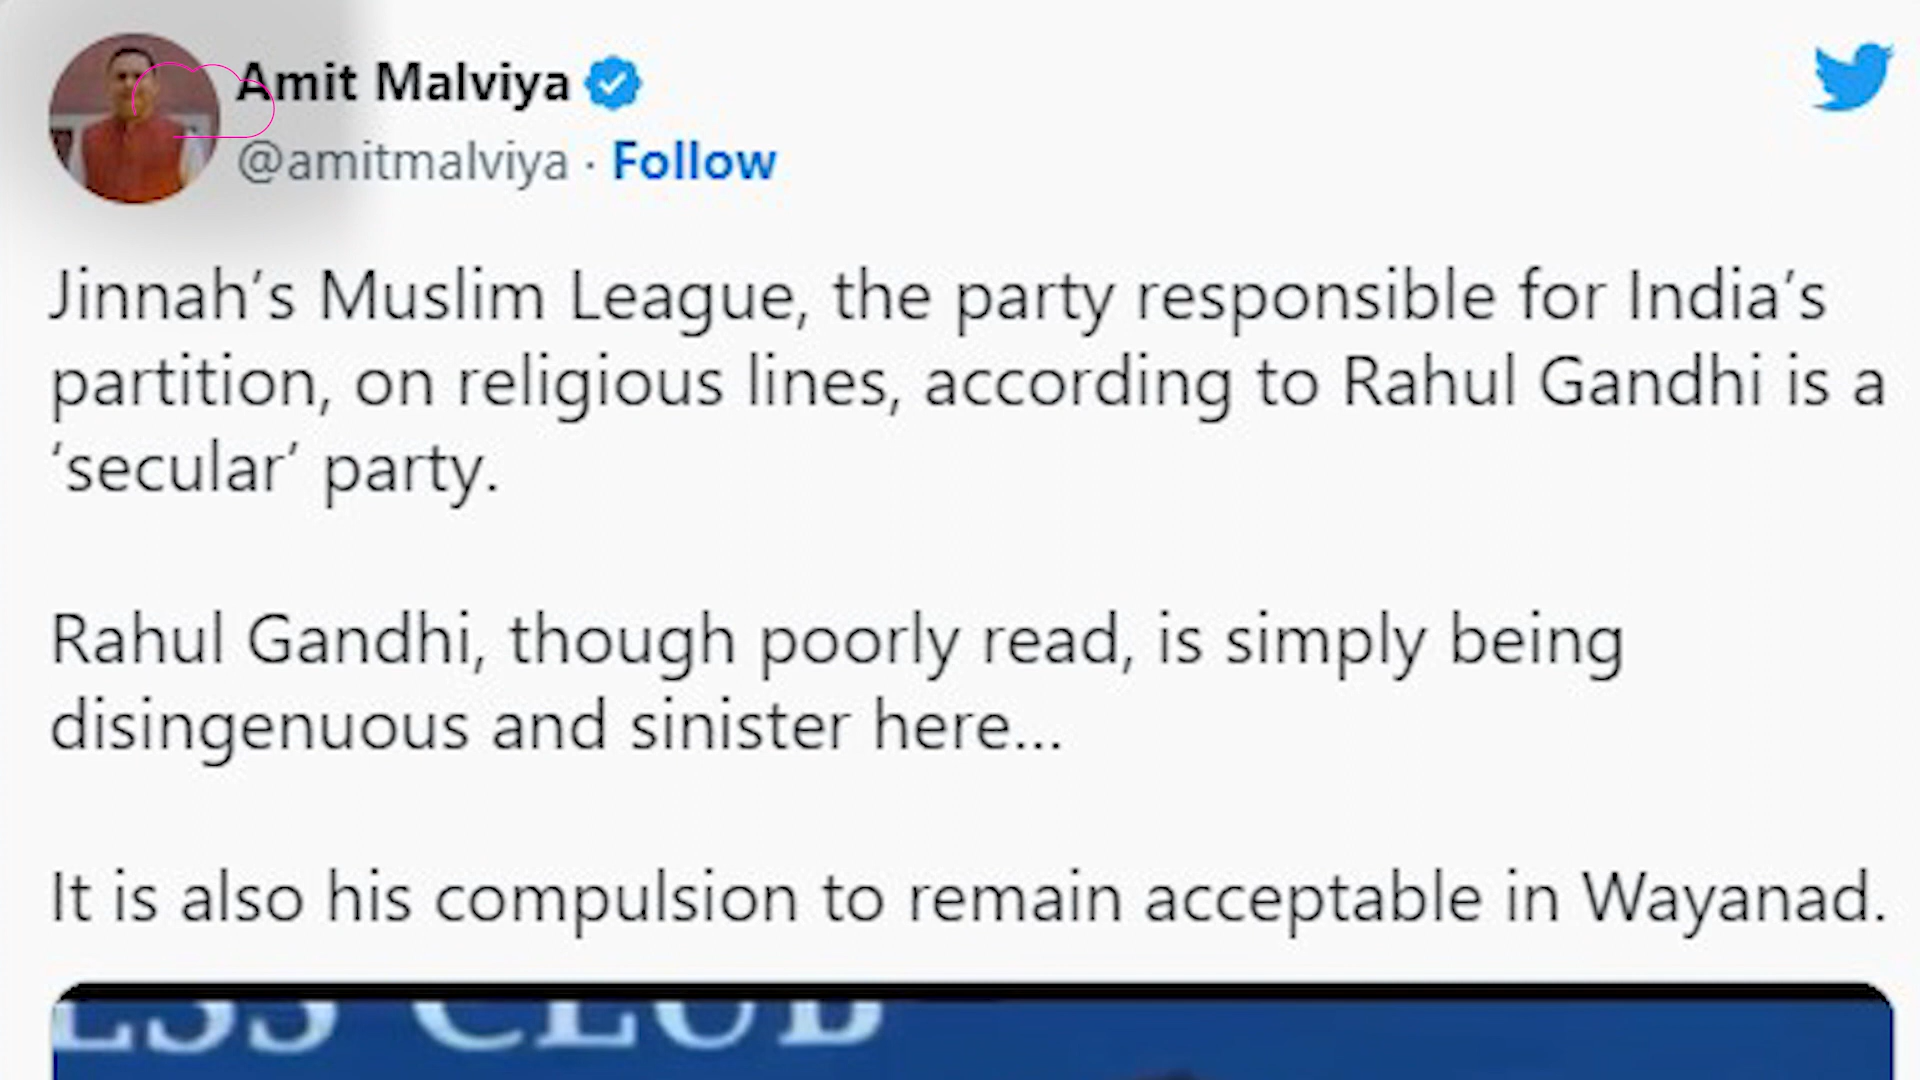 Amit Malviya
@amitmalviya · Follow
Jinnah’s Muslim League, the party responsible for India’s
partition, on religious lines, according to Rahul Gandhi is a
‘secular’ party.
Rahul Gandhi, though poorly read, is simply being
disingenuous and sinister here...
It is also his compulsion to remain acceptable in Wayanad.
ESS CLUB